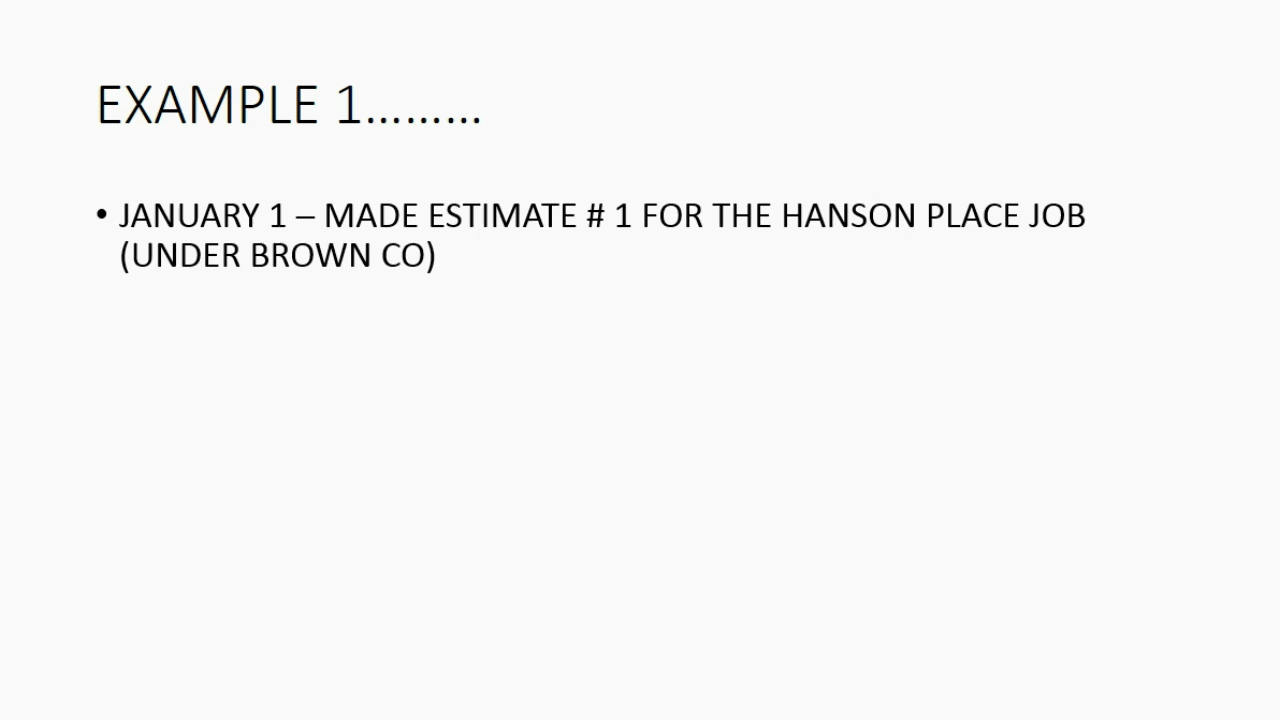 EXAMPLE 1………
• JANUARY 1 – MADE ESTIMATE # 1 FOR THE HANSON PLACE JOB
(UNDER BROWN CO)